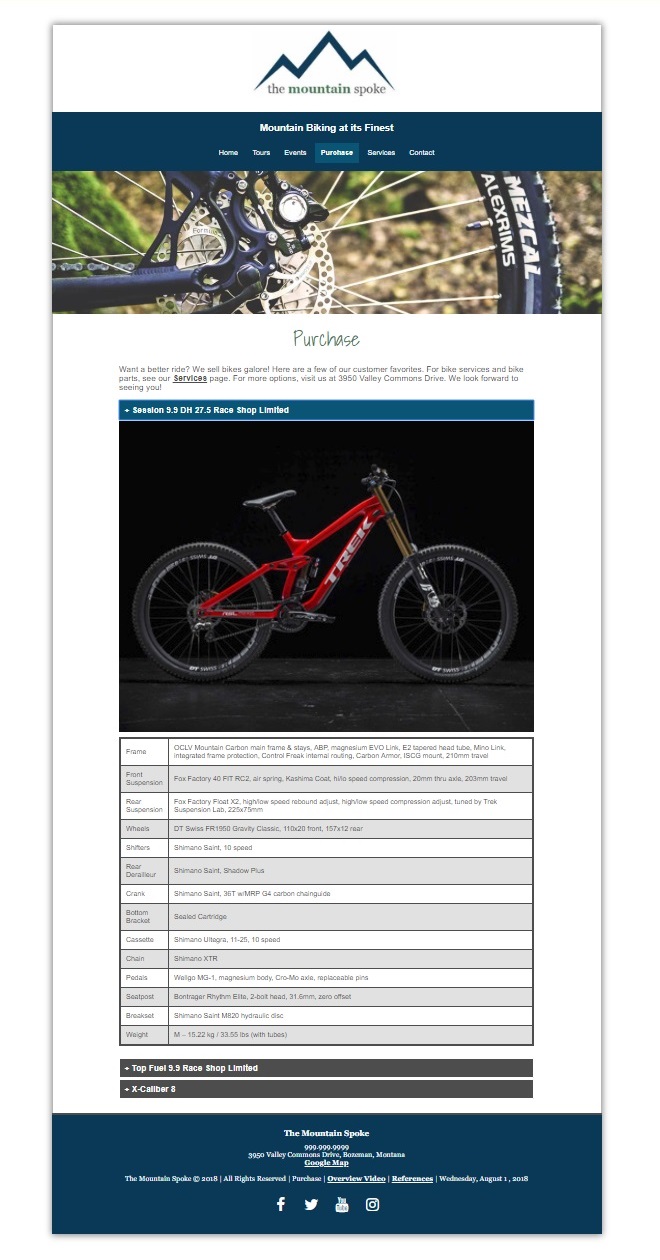 the mountain spoke
Mountain Biking at its Finest
Home Tours Events Purchase Services Contact
Formula
MEZCAL
ALEXRIMS
Purchase
Want a better ride? We sell bikes galore! Here are a few of our customer favorites. For bike services and bike
parts, see our Services page. For more options, visit us at 3950 Valley Commons Drive. We look forward to
seeing you!
+ Session 9.9 DH 27.5 Race Shop Limited
TREK
DT SWISS
DT SWISS
Frame
OCLV Mountain Carbon main frame & stays, ABP, magnesium EVO Link, E2 tapered head tube, Mino Link,
integrated frame protection, Control Freak internal routing, Carbon Armor, ISCG mount, 210mm travel
Front
Suspension
Fox Factory 40 FIT RC2, air spring, Kashima Coat, hi/lo speed compression, 20mm thru axle, 203mm travel
Rear
Suspension
Fox Factory Float X2, high/low speed rebound adjust, high/low speed compression adjust, tuned by Trek
Suspension Lab, 225x75mm
Wheels DT Swiss FR1950 Gravity Classic, 110x20 front, 157x12 rear
Shifters Shimano Saint, 10 speed
Rear
Derailleur
Shimano Saint, Shadow Plus
Crank Shimano Saint, 36T w/MRP G4 carbon chainguide
Bottom
Bracket
Sealed Cartridge
Cassette Shimano Ultegra, 11-25, 10 speed
Chain Shimano XTR
Pedals Wellgo MG-1, magnesium body, Cro-Mo axle, replaceable pins
Seatpost Bontrager Rhythm Elite, 2-bolt head, 31.6mm, zero offset
Breakset Shimano Saint M820 hydraulic disc
Weight M – 15.22 kg / 33.55 lbs (with tubes)
+ Top Fuel 9.9 Race Shop Limited
+ X-Caliber 8
The Mountain Spoke
999-999-9999
3950 Valley Commons Drive, Bozeman, Montana
Google Map
The Mountain Spoke © 2018 | All Rights Reserved | Purchase | Overview Video | References | Wednesday, August 1 , 2018
You
Tube